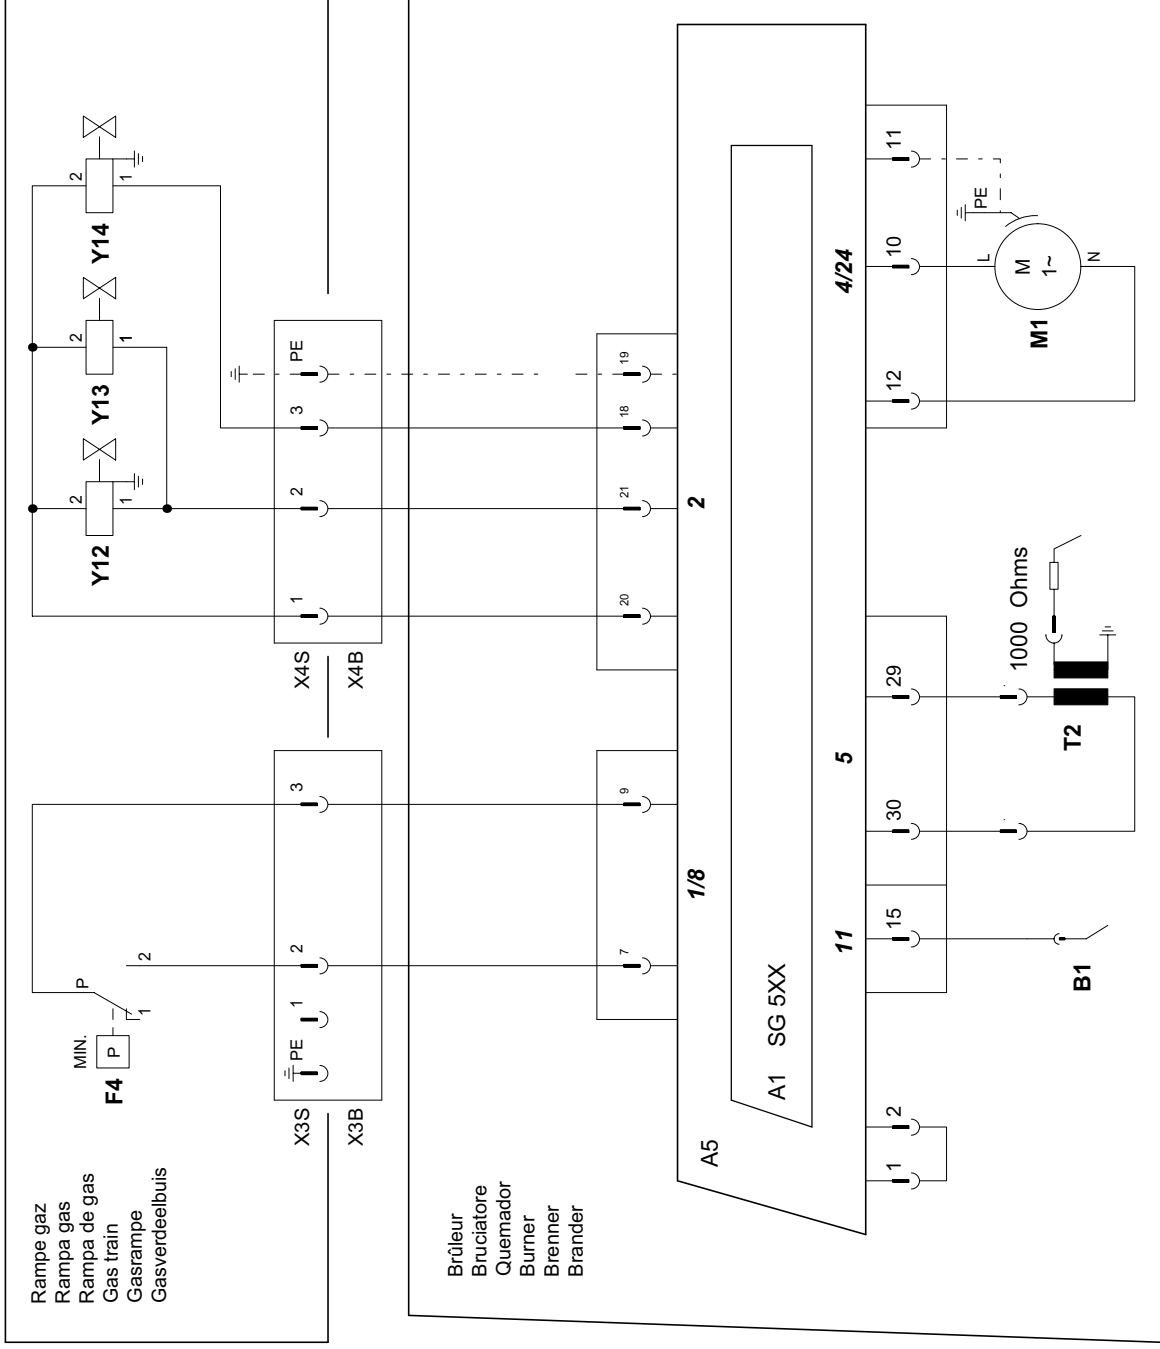 Rampe gaz
Rampa gas
Rampa de gas
Gas train
Gasrampe
Gasverdeelbuis
MIN.
P
F4
P
1
2
Y12
2
1
Y13
2
1
Y14
2
1
X3S
X3B
PE
1
2
3
X4S
X4B
1
2
3
PE
Brûleur
Bruciatore
Quemador
Burner
Brenner
Brander
7
9
20
21
18
19
1/8
2
A5
A1 SG 5XX
11
5
4/24
1
2
15
30
29
12
10
11
B1
T2
1000 Ohms
M1
M
1~
L
N
PE